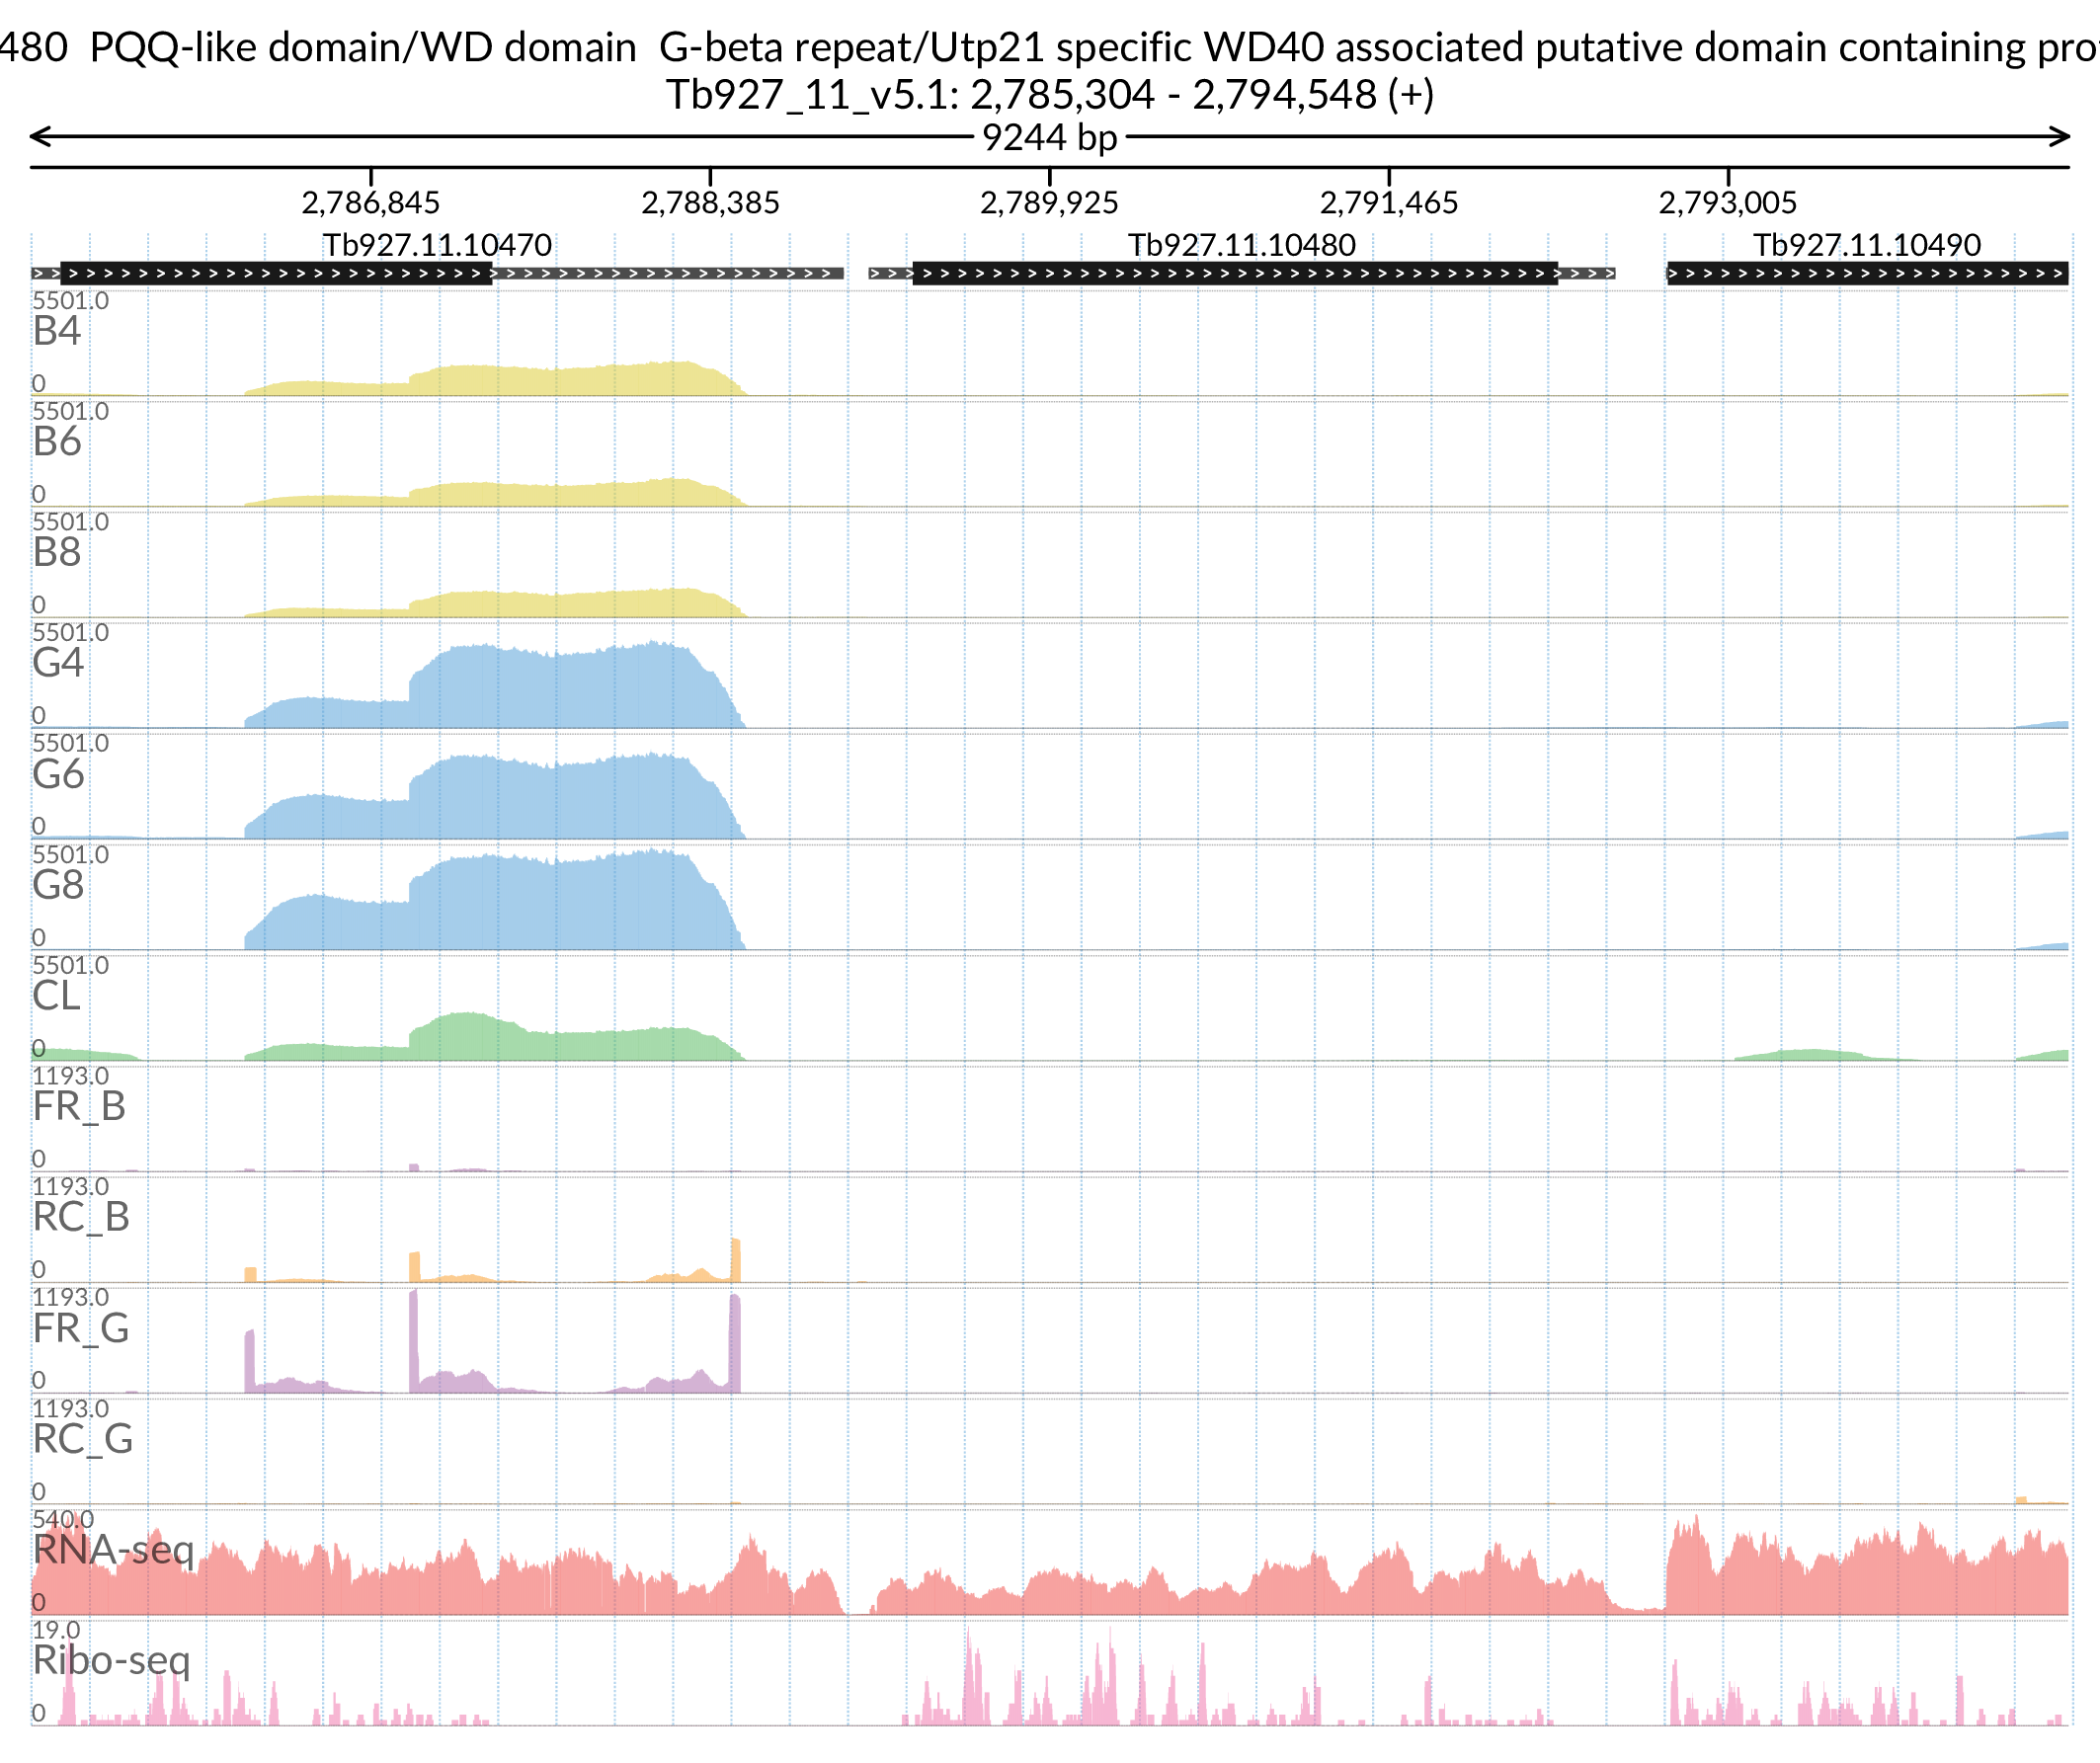 480 PQQ-like domain/WD domain G-beta repeat/Utp21 specific WD40 associated putative domain containing pro
Tb927_11_v5.1: 2,785,304 - 2,794,548 (+)
9244 bp
2,786,845 2,788,385 2,789,925 2,791,465 2,793,005
Tb927.11.10470 Tb927.11.10480 Tb927.11.10490
5501.0
B4
0
5501.0
B6
0
5501.0
B8
0
5501.0
G4
0
5501.0
G6
0
5501.0
G8
0
5501.0
CL
0
1193.0
FR_B
0
1193.0
RC_B
0
1193.0
FR_G
0
1193.0
RC_G
0
540.0
RNA-seq
0
19.0
Ribo-seq
0